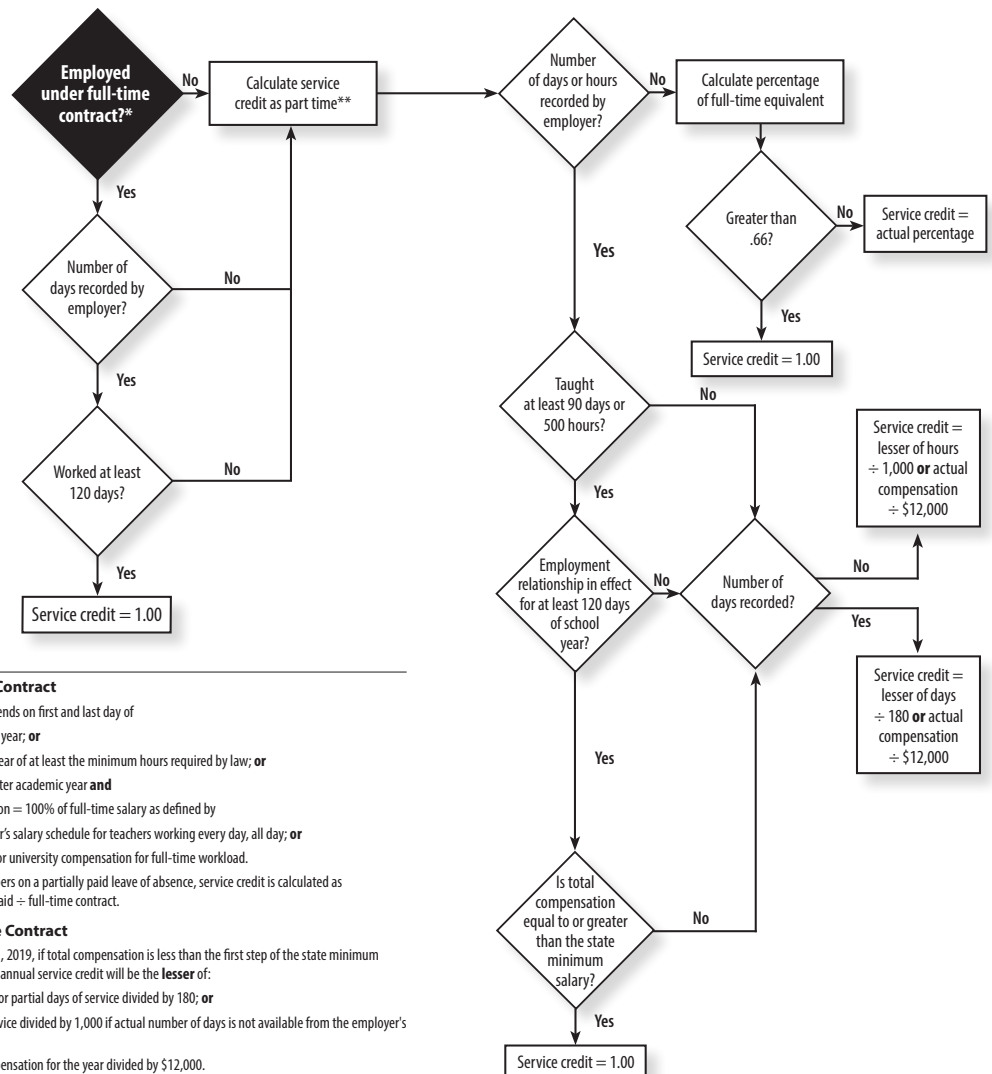 Employed
under full-time
contract?*
No
Calculate service
credit as part time**
Yes
Number of
days recorded by
employer?
No
Yes
Worked at least
120 days?
No
Yes
Service credit = 1.00
Number
of days or hours
recorded by
employer?
No
Calculate percentage
of full-time equivalent
Greater than
.66?
No
Service credit =
actual percentage
Yes
Service credit = 1.00
Yes
Taught
at least 90 days or
500 hours?
No
Yes
Employment
relationship in effect
for at least 120 days
of school
year?
No
Number of
days recorded?
No
Service credit =
lesser of hours
÷ 1,000 or actual
compensation
÷ $12,000
Yes
Service credit =
lesser of days
÷ 180 or actual
compensation
÷ $12,000
Yes
Is total
compensation
equal to or greater
than the state
minimum
salary?
No
Yes
Service credit = 1.00
Contract
ends on first and last day of
year; or
ear of at least the minimum hours required by law; or
ter academic year and
on = 100% of full-time salary as defined by
r's salary schedule for teachers working every day, all day; or
or university compensation for full-time workload.
ers on a partially paid leave of absence, service credit is calculated as
aid ÷ full-time contract.
e Contract
, 2019, if total compensation is less than the first step of the state minimum
annual service credit will be the lesser of:
or partial days of service divided by 180; or
vice divided by 1,000 if actual number of days is not available from the employer's
pensation for the year divided by $12,000.